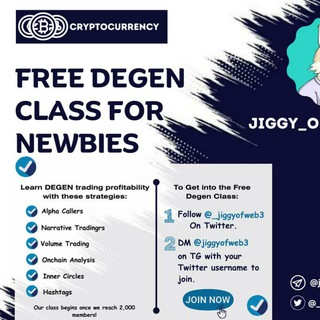 CRYPTOCURRENCY
FREE DEGEN
CLASS FOR
NEWBIES
JIGGY_O
Learn DEGEN trading profitability
with these strategies:
Alpha Callers
Narrative Tradingrs
Volume Trading
Onchain Analysis
Inner Circles
Hashtags
Our class begins once we reach 2,000
members!
To Get into the Free
Degen Class:
1 Follow @_jiggyofweb3
On Twitter.
2 DM @jiggyofweb3
on TG with your
Twitter username to
join.
JOIN NOW
@j
@_